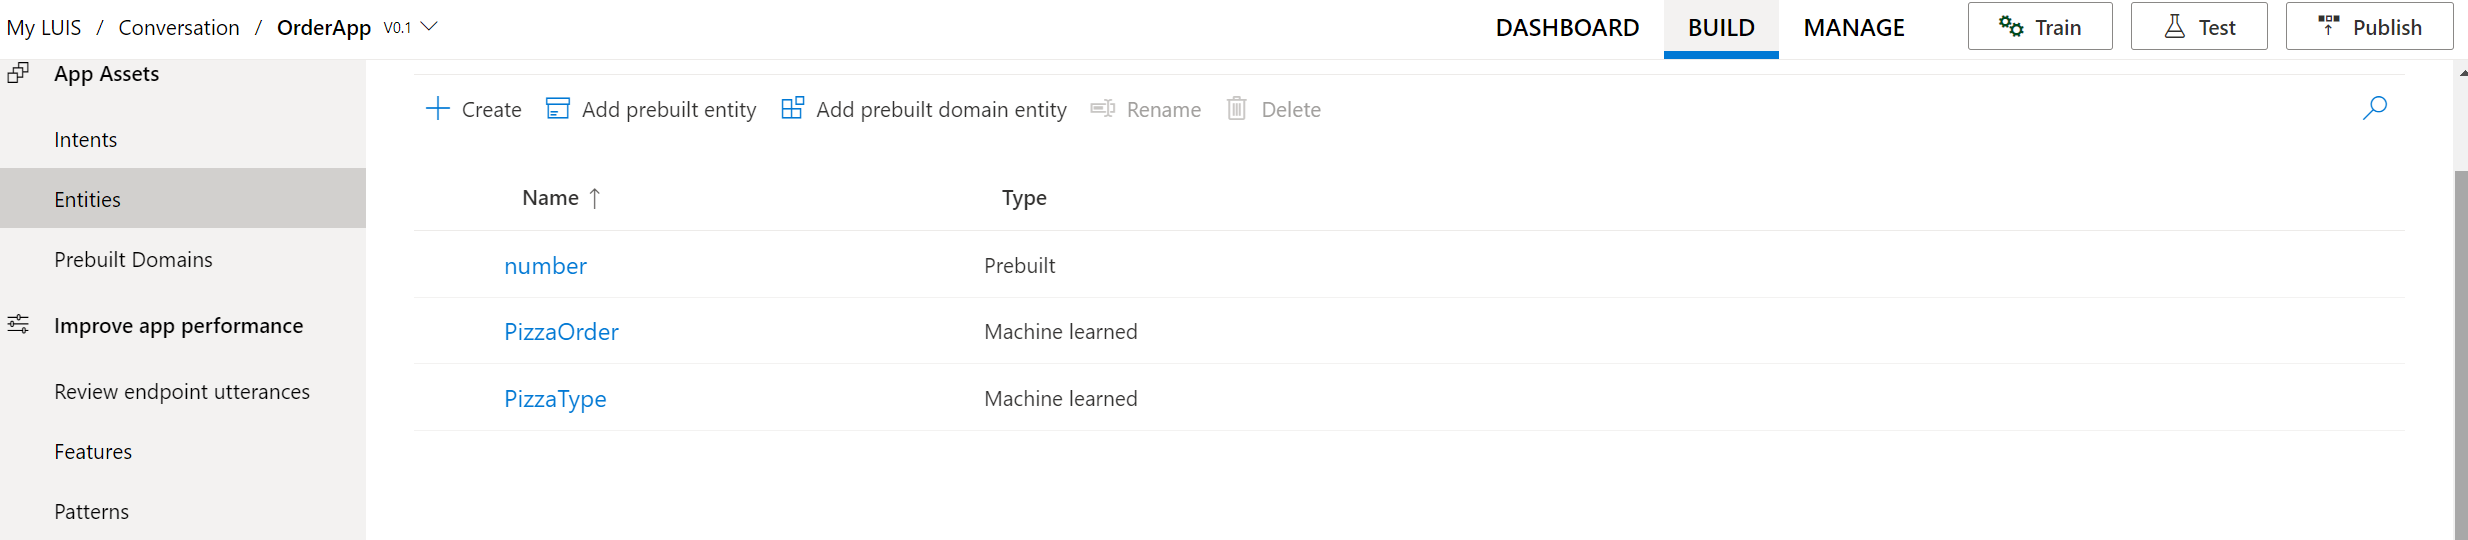 My LUIS / Conversation / OrderApp V0.1
DASHBOARD BUILD MANAGE Train Test Publish
App Assets
Intents
Entities
Prebuilt Domains
Improve app performance
Review endpoint utterances
Features
Patterns
Create Add prebuilt entity Add prebuilt domain entity Rename Delete
Name ↑ Type
number Prebuilt
PizzaOrder Machine learned
PizzaType Machine learned